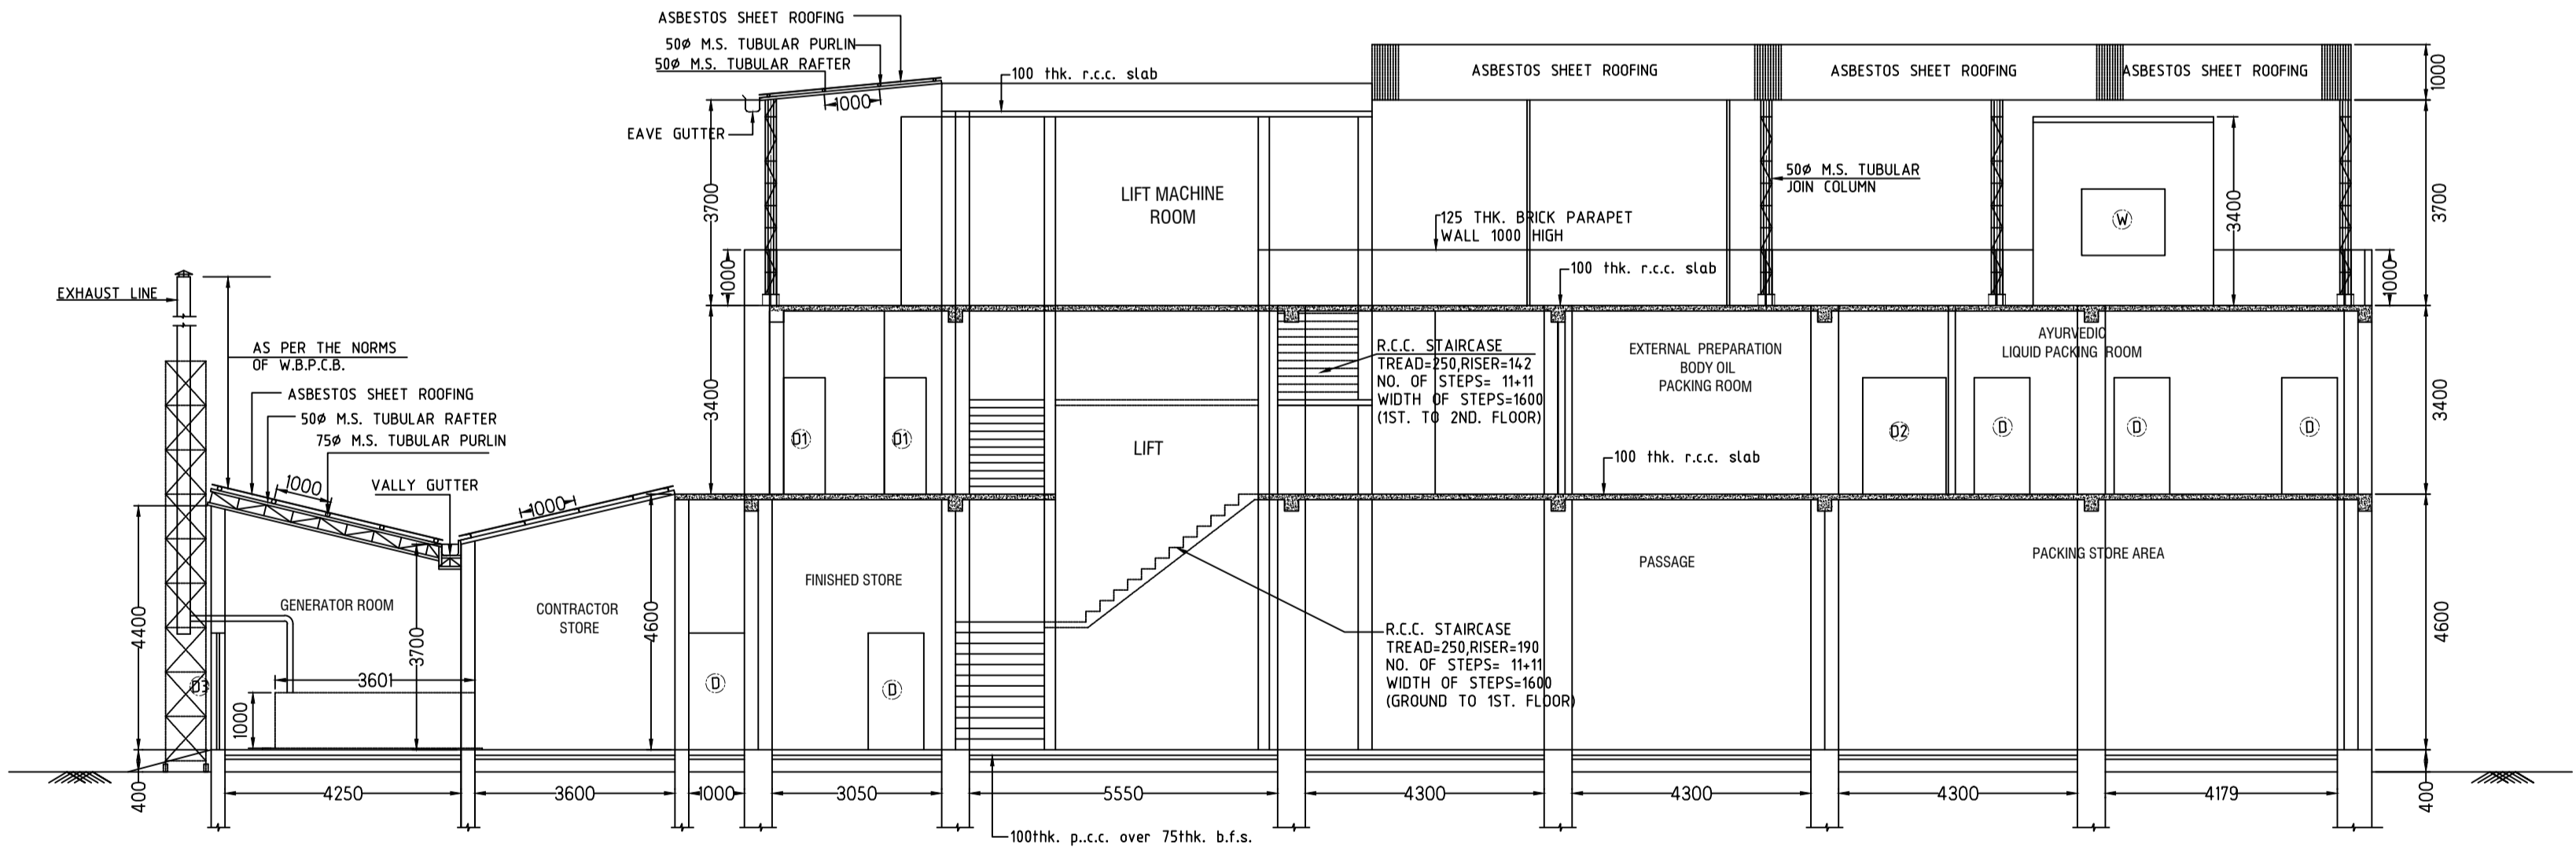 ASBESTOS SHEET ROOFING
50Ø M.S. TUBULAR PURLIN
50Ø M.S. TUBULAR RAFTER
1000
EAVE GUTTER
100 thk. r.c.c. slab
ASBESTOS SHEET ROOFING
ASBESTOS SHEET ROOFING
ASBESTOS SHEET ROOFING
1000
3700
LIFT MACHINE
ROOM
50Ø M.S. TUBULAR
JOIN COLUMN
W
3400
3700
125 THK. BRICK PARAPET
WALL 1000 HIGH
1000
100 thk. r.c.c. slab
1000
EXHAUST LINE
AS PER THE NORMS
OF W.B.P.C.B.
ASBESTOS SHEET ROOFING
50Ø M.S. TUBULAR RAFTER
75Ø M.S. TUBULAR PURLIN
1000
VALLY GUTTER
1000
3400
D1
D1
LIFT
R.C.C. STAIRCASE
TREAD=250,RISER=142
NO. OF STEPS= 11+11
WIDTH OF STEPS=1600
(1ST. TO 2ND. FLOOR)
EXTERNAL PREPARATION
BODY OIL
PACKING ROOM
AYURVEDIC
LIQUID PACKING ROOM
D2
D
D
D
3400
100 thk. r.c.c. slab
4400
GENERATOR ROOM
3700
CONTRACTOR
STORE
4600
FINISHED STORE
PASSAGE
PACKING STORE AREA
4600
D3
3601
1000
D
D
R.C.C. STAIRCASE
TREAD=250,RISER=190
NO. OF STEPS= 11+11
WIDTH OF STEPS=1600
(GROUND TO 1ST. FLOOR)
400
4250
3600
1000
3050
5550
4300
4300
4300
4179
400
100thk. p..c.c. over 75thk. b.f.s.